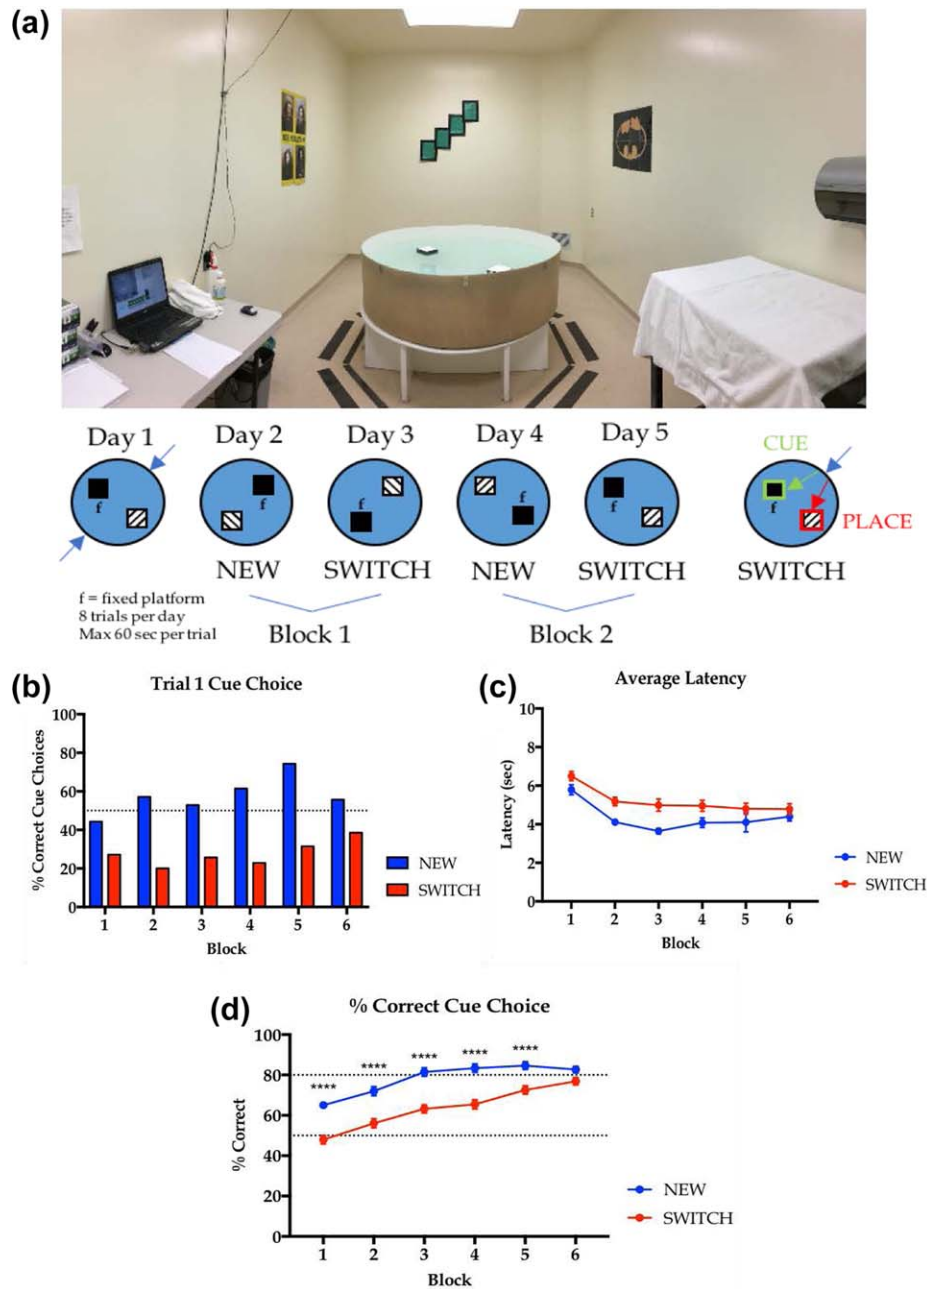 (a)
Day 1 Day 2 Day 3 Day 4 Day 5
CUE
f f f f f f
PLACE
NEW SWITCH NEW SWITCH SWITCH
f = fixed platform
8 trials per day
Max 60 sec per trial
Block 1 Block 2
(b)
Trial 1 Cue Choice
% Correct Cue Choices
100
80
60
40
20
0
1 2 3 4 5 6
Block
NEW
SWITCH
(c)
Average Latency
Latency (sec)
10
8
6
4
2
0
1 2 3 4 5 6
Block
NEW
SWITCH
(d)
% Correct Cue Choice
% Correct
100
80
60
40
20
0
**** **** **** **** ****
1 2 3 4 5 6
Block
NEW
SWITCH